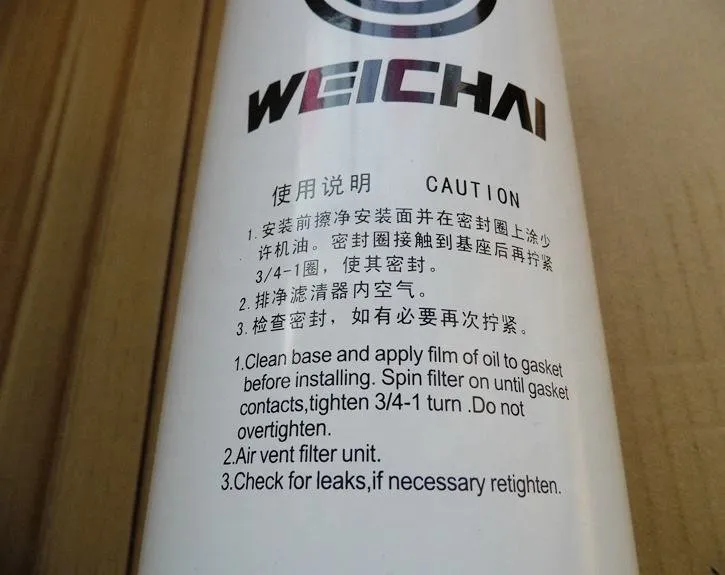 WEICHAI
使用说明 CAUTION
1.安装前擦净安装面并在密封圈上涂少
许机油。密封圈接触到基座后再拧紧
3/4-1圈，使其密封。
2.排净滤清器内空气。
3.检查密封，如有必要再次拧紧。
1.Clean base and apply film of oil to gasket
before installing. Spin filter on until gasket
contacts,tighten 3/4-1 turn .Do not
overtighten.
2.Air vent filter unit.
3.Check for leaks,if necessary retighten.